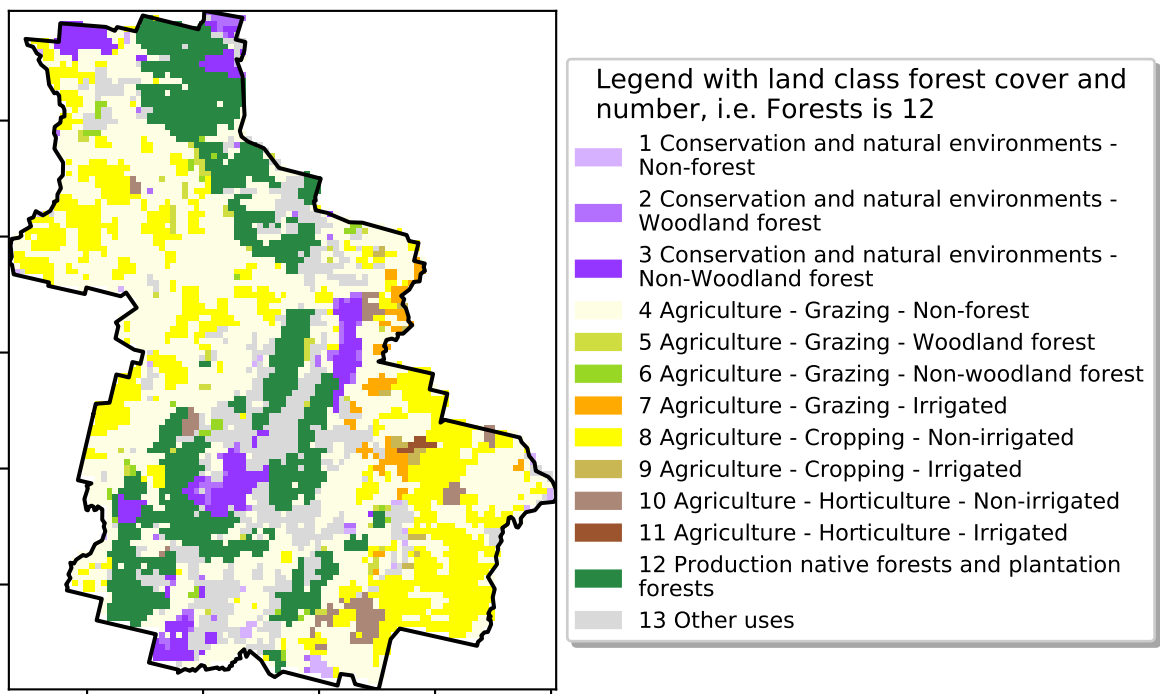 Legend with land class forest cover and
number, i.e. Forests is 12
1 Conservation and natural environments -
Non-forest
2 Conservation and natural environments -
Woodland forest
3 Conservation and natural environments -
Non-Woodland forest
4 Agriculture - Grazing - Non-forest
5 Agriculture - Grazing - Woodland forest
6 Agriculture - Grazing - Non-woodland forest
7 Agriculture - Grazing - Irrigated
8 Agriculture - Cropping - Non-irrigated
9 Agriculture - Cropping - Irrigated
10 Agriculture - Horticulture - Non-irrigated
11 Agriculture - Horticulture - Irrigated
12 Production native forests and plantation
forests
13 Other uses